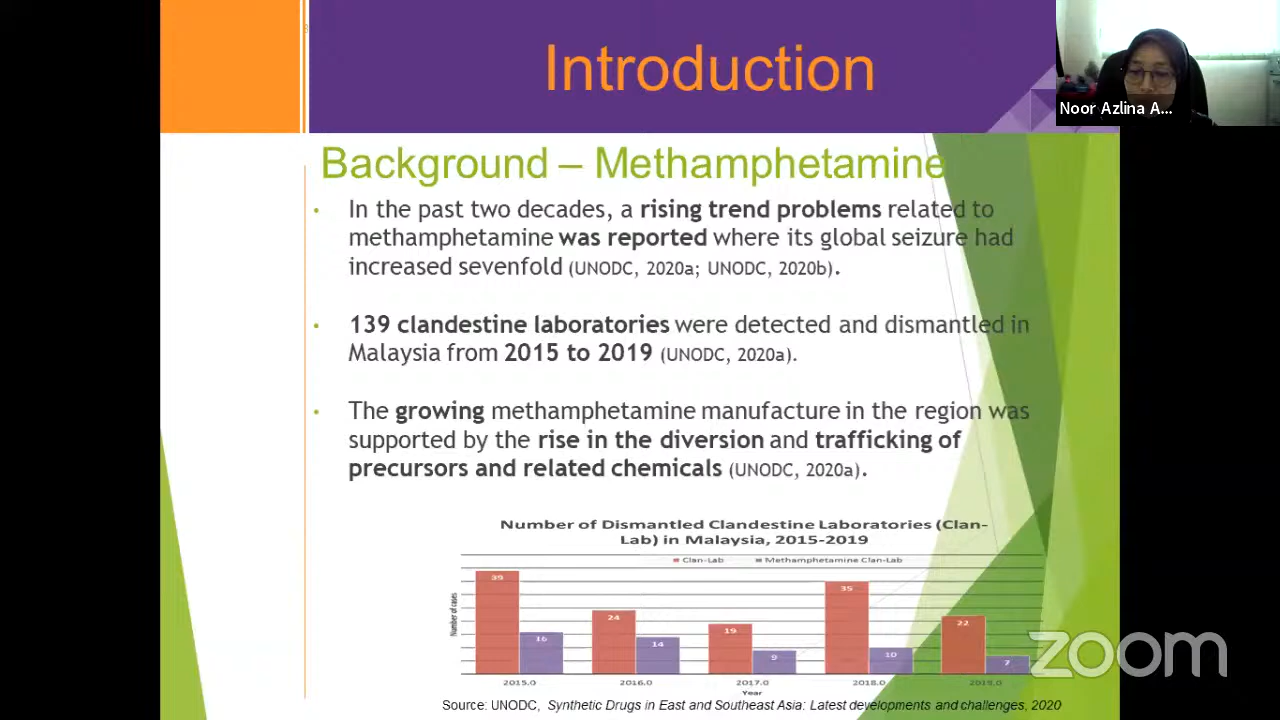 Introduction
Noor Azlina A...
Background – Methamphetamine
• In the past two decades, a rising trend problems related to
methamphetamine was reported where its global seizure had
increased sevenfold (UNODC, 2020a; UNODC, 2020b).
• 139 clandestine laboratories were detected and dismantled in
Malaysia from 2015 to 2019 (UNODC, 2020a).
• The growing methamphetamine manufacture in the region was
supported by the rise in the diversion and trafficking of
precursors and related chemicals (UNODC, 2020a).
Number of Dismantled Clandestine Laboratories (Clan-
Lab) in Malaysia, 2015-2019
Clan-Lab Methamphetamine Clan-Lab
Number of cases
39 16 24 14 19 9 35 10 22 7
2015.0 2016.0 2017.0 2018.0 2019.0
Year
Source: UNODC, Synthetic Drugs in East and Southeast Asia: Latest developments and challenges, 2020
zoom